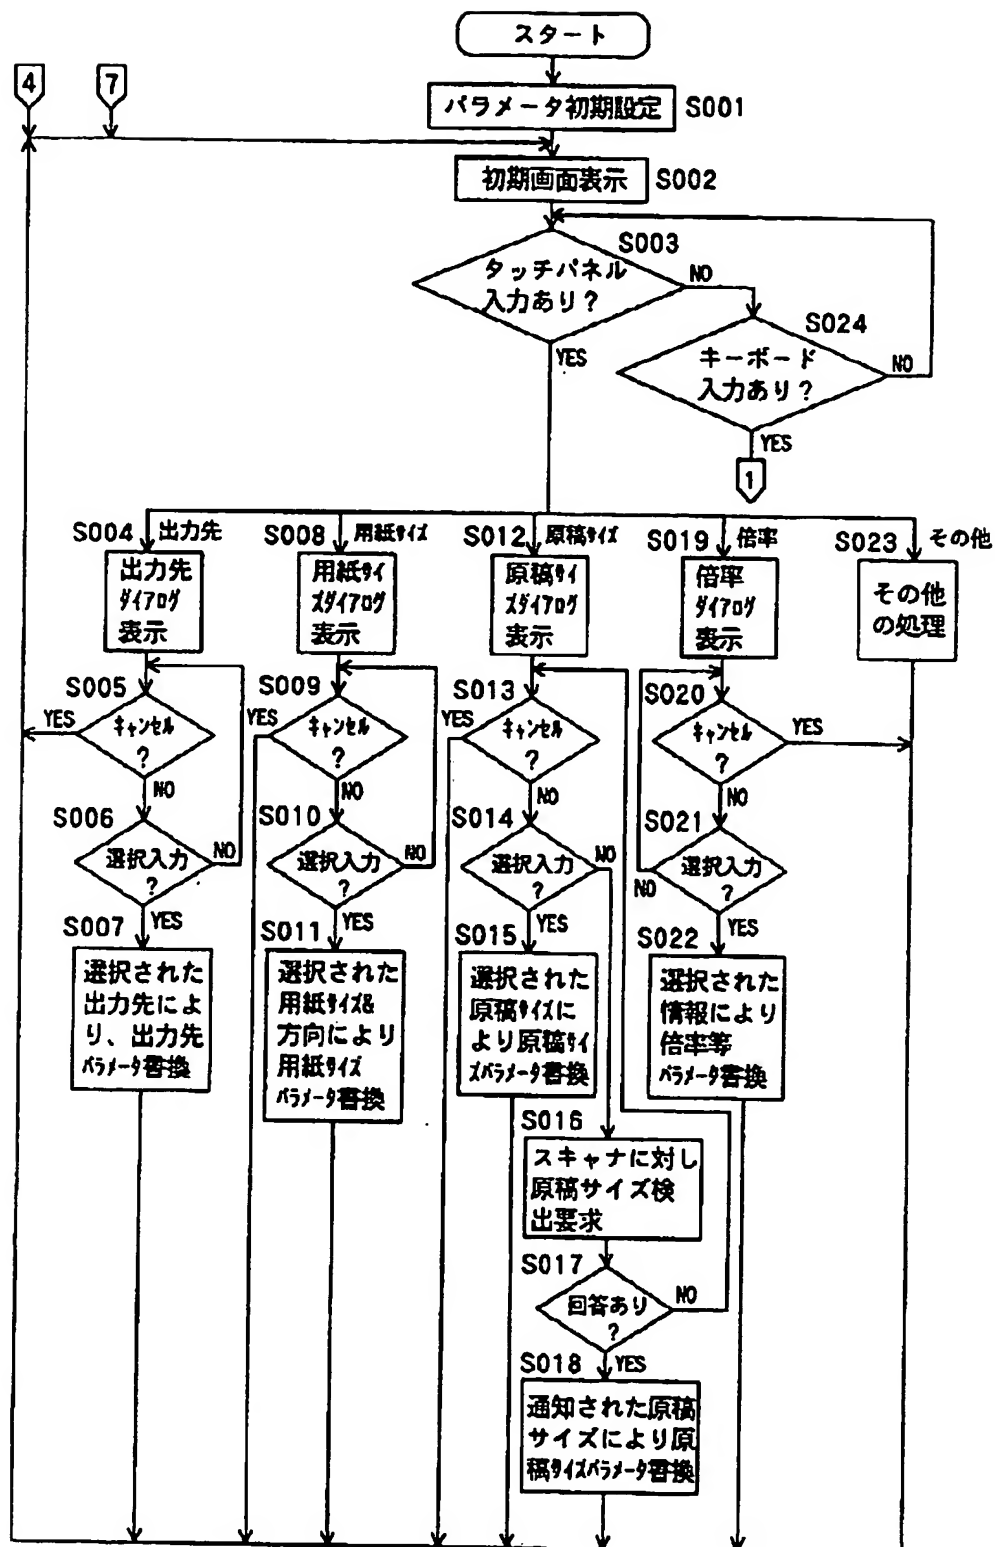 スタート
4
7
パラメータ初期設定 S001
初期画面表示 S002
S003
タッチパネル
入力あり？
NO
YES
S024
キーボード
入力あり？
NO
YES
1
S004 出力先
出力先
ダイアログ
表示
S005
キャンセル
？
YES
NO
S006
選択入力
？
NO
YES
S007
選択された
出力先によ
り、出力先
パラメータ書換
S008 用紙サイズ
用紙サイ
ズダイアログ
表示
S009
キャンセル
？
YES
NO
S010
選択入力
？
NO
YES
S011
選択された
用紙サイズ&
方向により
用紙サイズ
パラメータ書換
S012 原稿サイズ
原稿サイ
ズダイアログ
表示
S013
キャンセル
？
YES
NO
S014
選択入力
？
NO
YES
S015
選択された
原稿サイズに
より原稿サイ
ズパラメータ書換
S016
スキャナに対し
原稿サイズ検
出要求
S017
回答あり
？
NO
YES
S018
通知された原稿
サイズにより原
稿サイズパラメータ書換
S019 倍率
倍率
ダイアログ
表示
S020
キャンセル
？
YES
NO
S021
選択入力
？
NO
YES
S022
選択された
情報により
倍率等
パラメータ書換
S023 その他
その他
の処理